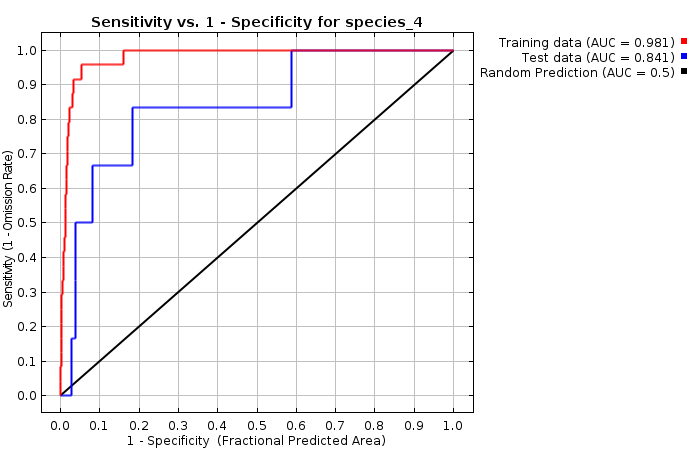 Sensitivity vs. 1 - Specificity for species_4
Training data (AUC = 0.981)
Test data (AUC = 0.841)
Random Prediction (AUC = 0.5)
Sensitivity (1 - Omission Rate)
1.0
0.9
0.8
0.7
0.6
0.5
0.4
0.3
0.2
0.1
0.0
0.0 0.1 0.2 0.3 0.4 0.5 0.6 0.7 0.8 0.9 1.0
1 - Specificity (Fractional Predicted Area)